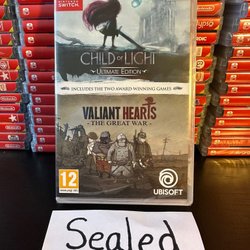 SWITCH
CHILD OF LIGHT
ULTIMATE EDITION
INCLUDES THE TWO AWARD WINNING GAMES
VALIANT HEARTS
THE GREAT WAR
12
UBISOFT
Sealed